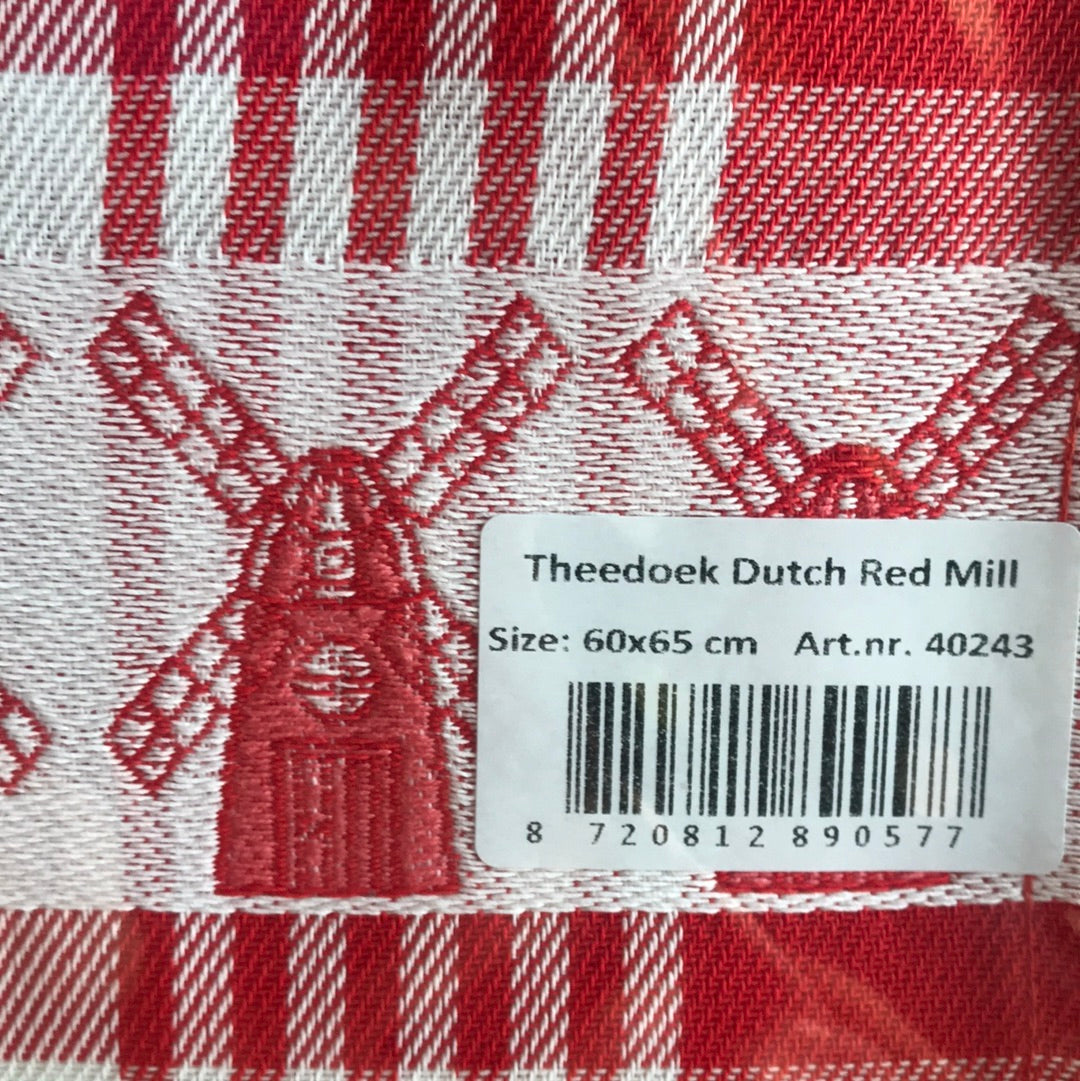 Theedoek Dutch Red Mill
Size: 60x65 cm Art.nr. 40243
8 720812 890577